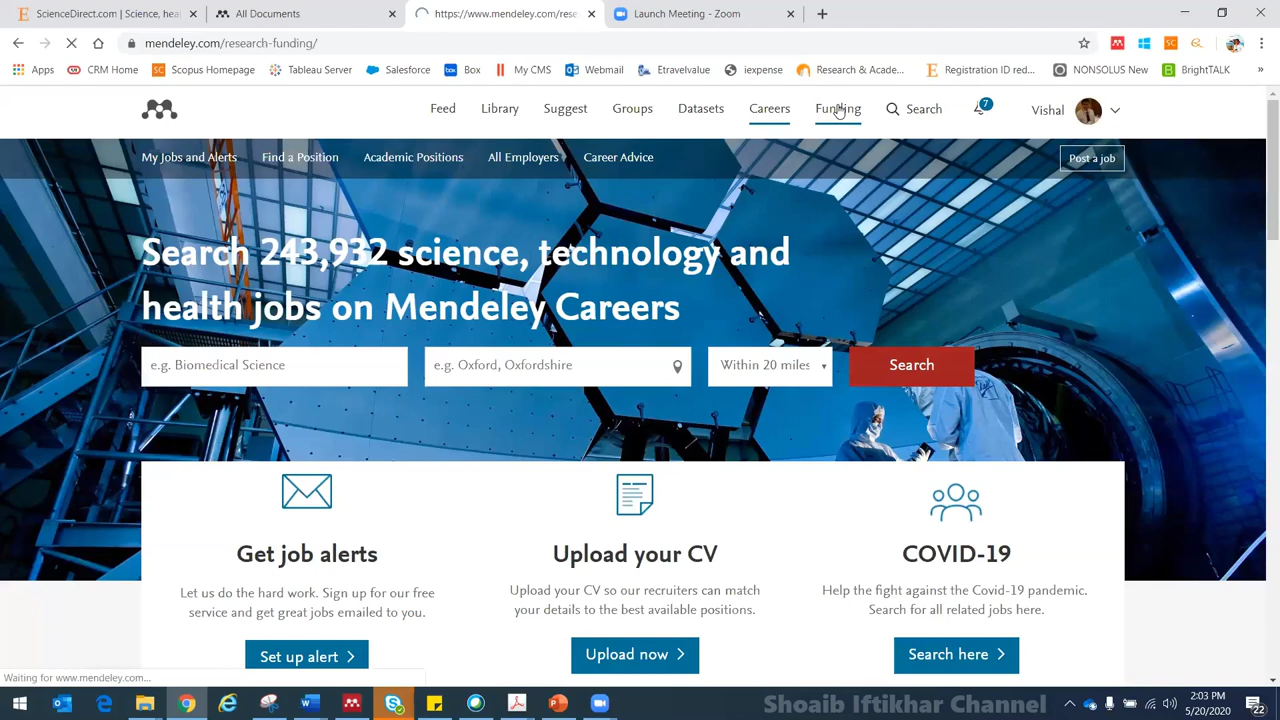 ScienceDirect.com | Science, heal
All Documents
https://www.mendeley.com/rese
Launch Meeting - Zoom
mendeley.com/research-funding/
Apps
CRM Home
Scopus Homepage
Tableau Server
Salesforce
box
Box
My CMS
Webmail
Etravelvalue
iexpense
Research & Acade...
Registration ID red...
NONSOLUS New
BrightTALK
Feed
Library
Suggest
Groups
Datasets
Careers
Funding
Search
7
Vishal
My Jobs and Alerts
Find a Position
Academic Positions
All Employers
Career Advice
Post a job
Search 243,932 science, technology and
health jobs on Mendeley Careers
e.g. Biomedical Science
e.g. Oxford, Oxfordshire
Within 20 miles
Search
Get job alerts
Let us do the hard work. Sign up for our free
service and get great jobs emailed to you.
Set up alert
Upload your CV
Upload your CV so our recruiters can match
your details to the best available positions.
Upload now
COVID-19
Help the fight against the Covid-19 pandemic.
Search for all related jobs here.
Search here
Waiting for www.mendeley.com...
Shoaib Iftikhar Channel
2:03 PM
5/20/2020
22